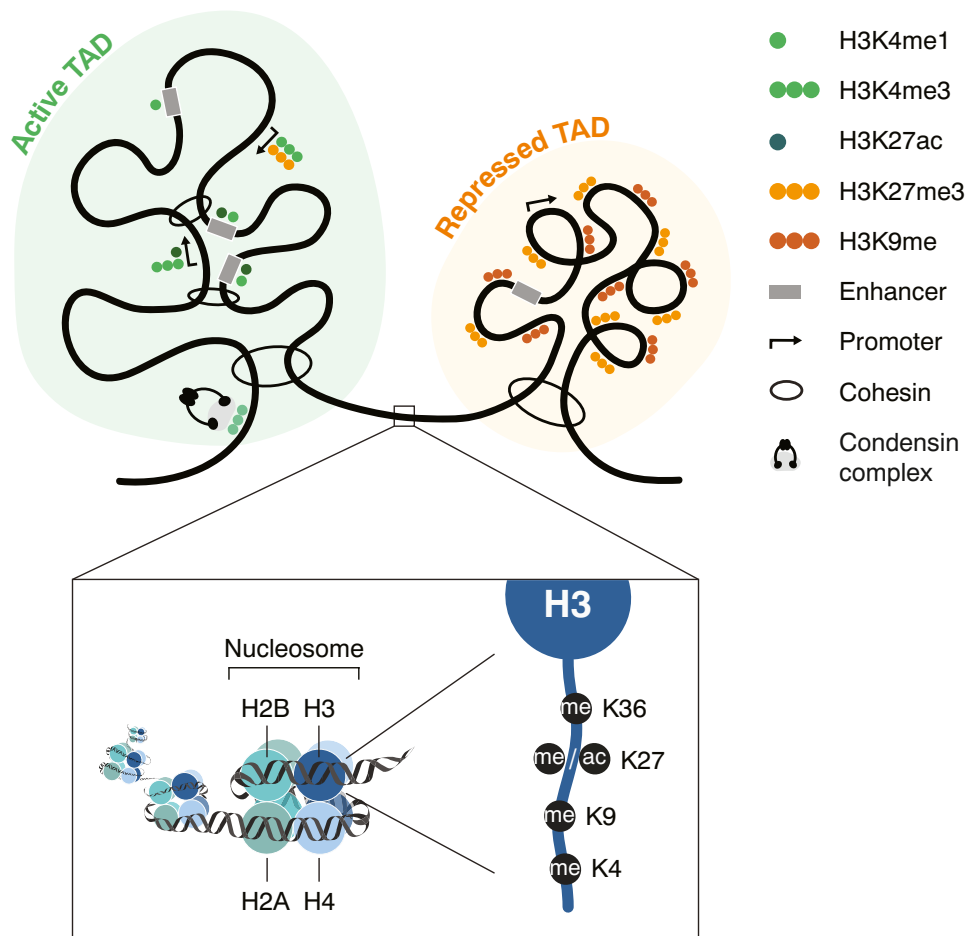 Active TAD
Repressed TAD
H3K4me1
H3K4me3
H3K27ac
H3K27me3
H3K9me
Enhancer
Promoter
Cohesin
Condensin
complex
Nucleosome
H2B H3
H2A H4
H3
me K36
me ac K27
me K9
me K4